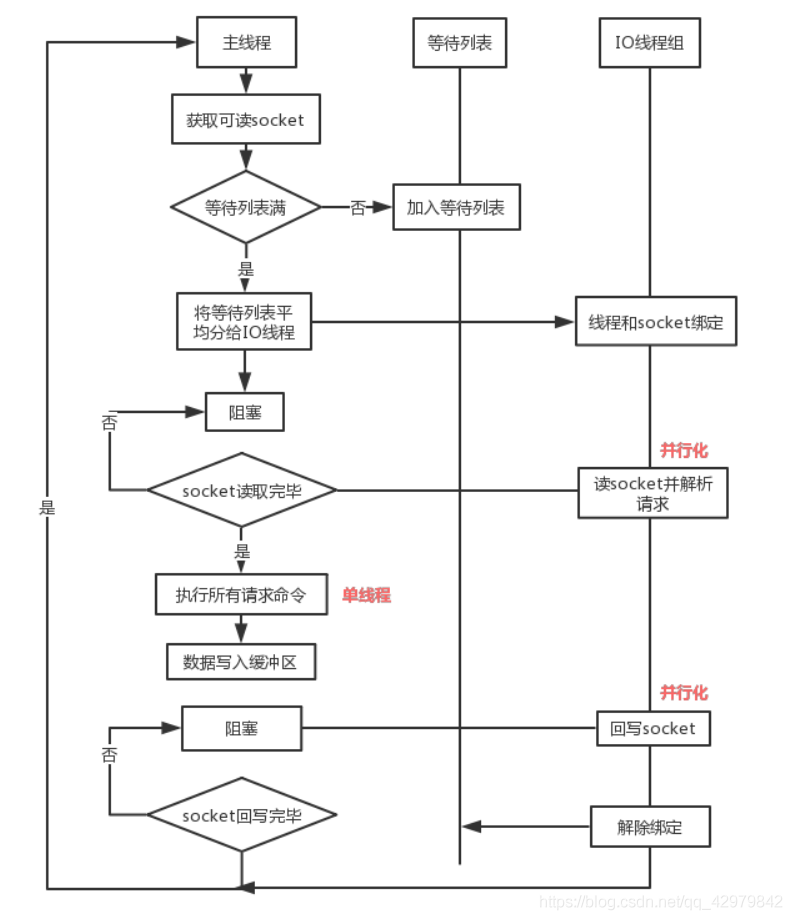 主线程
等待列表
IO线程组
获取可读socket
等待列表满
否
加入等待列表
是
将等待列表平
均分给IO线程
线程和socket绑定
阻塞
否
并行化
socket读取完毕
读socket并解析
请求
是
是
执行所有请求命令
单线程
数据写入缓冲区
并行化
阻塞
回写socket
否
socket回写完毕
解除绑定
https://blog.csdn.net/qq_42979842